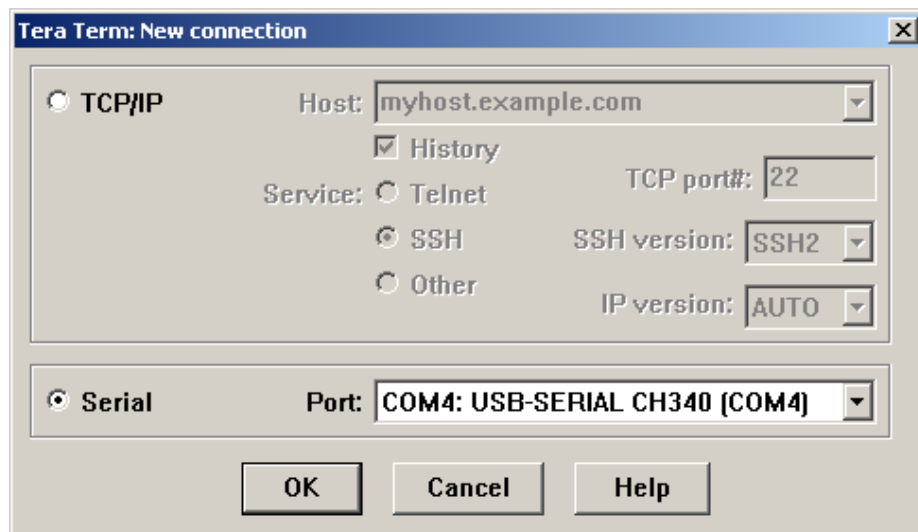 Tera Term: New connection
TCP/IP Host: myhost.example.com
History
Service: Telnet TCP port#: 22
SSH SSH version: SSH2
Other IP version: AUTO
Serial Port: COM4: USB-SERIAL CH340 (COM4)
OK Cancel Help